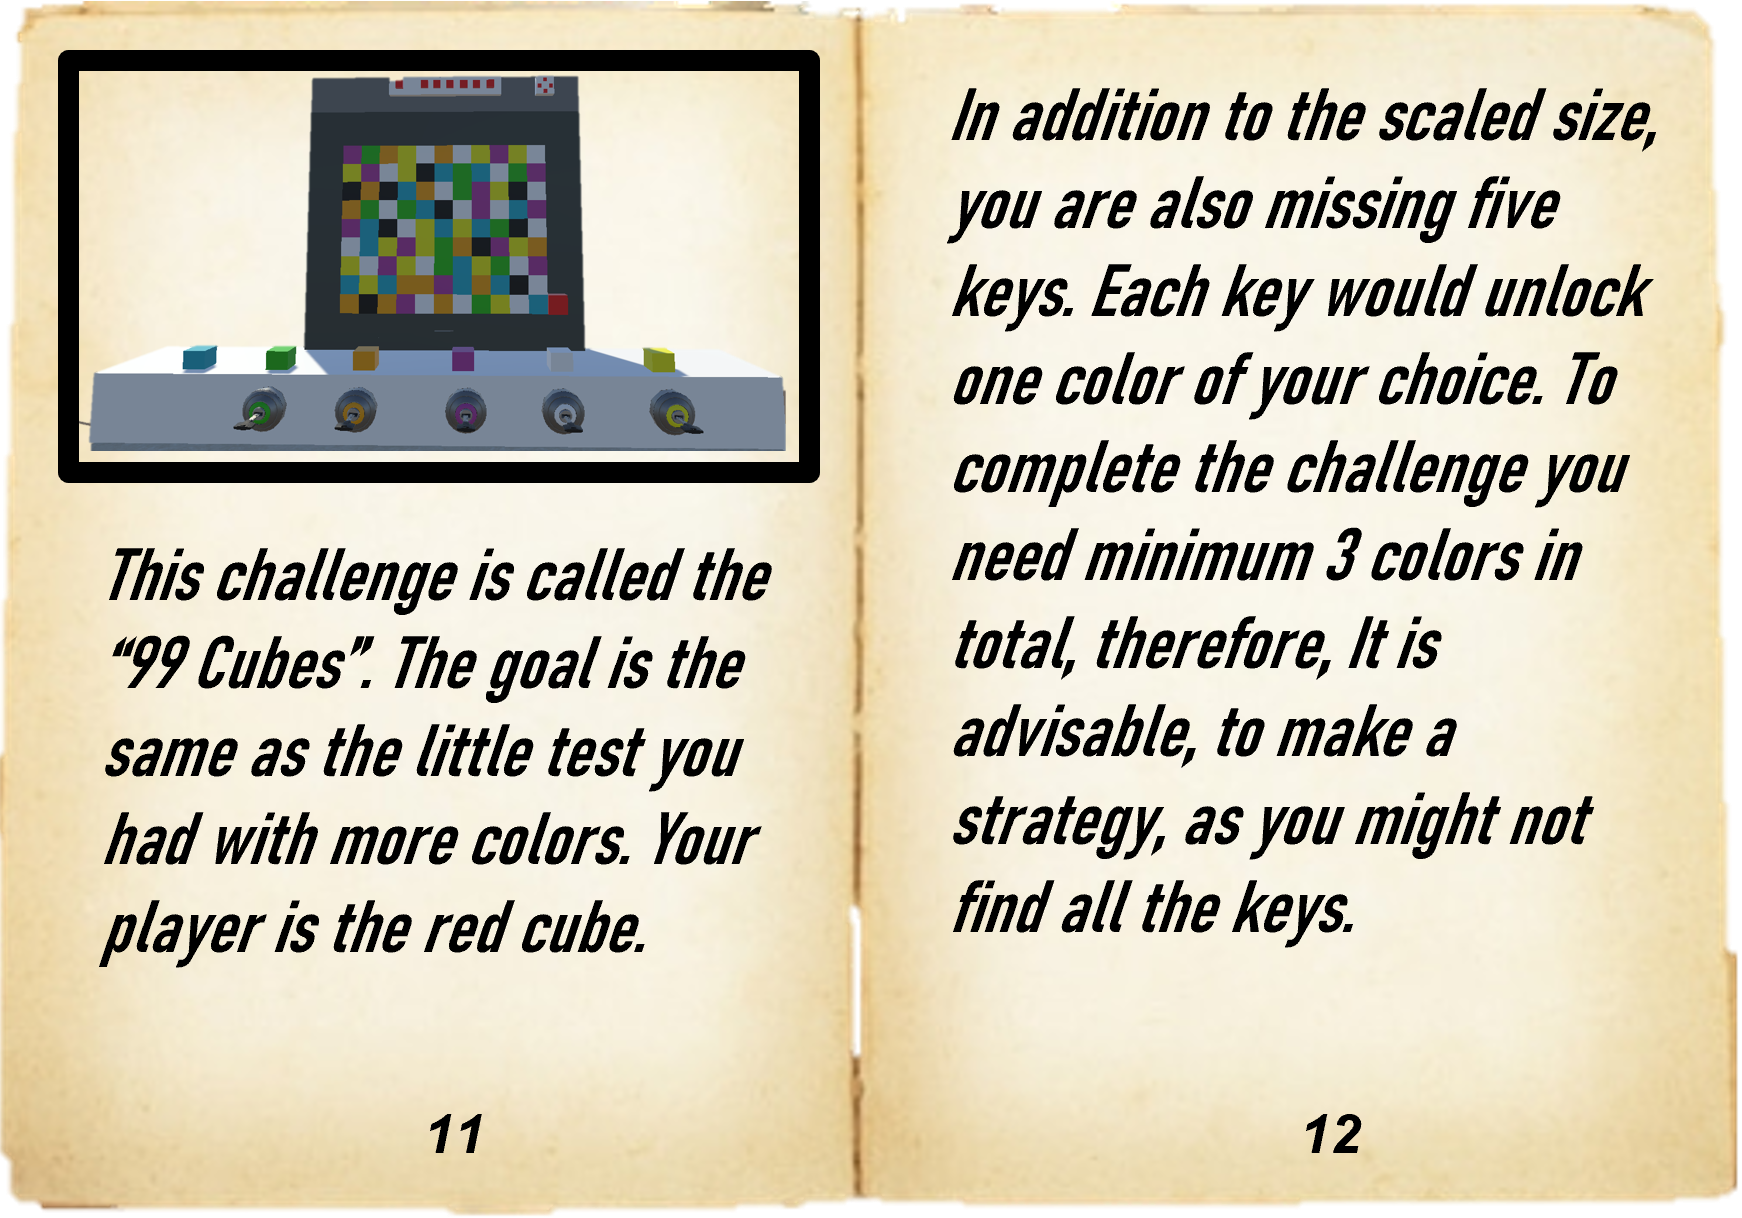 This challenge is called the
“99 Cubes”. The goal is the
same as the little test you
had with more colors. Your
player is the red cube.
11
In addition to the scaled size,
you are also missing five
keys. Each key would unlock
one color of your choice. To
complete the challenge you
need minimum 3 colors in
total, therefore, It is
advisable, to make a
strategy, as you might not
find all the keys.
12